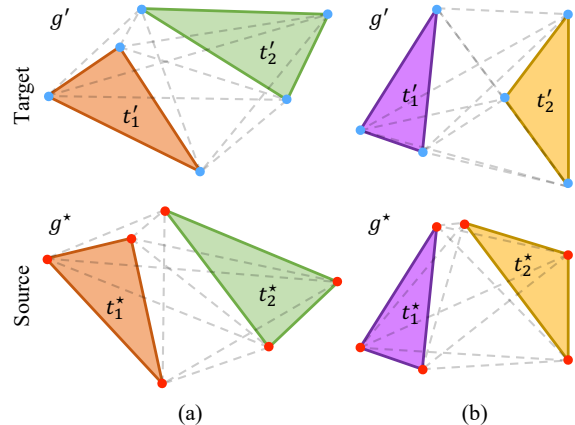 Target
g′
t′₁
t′₂
g′
t′₁
t′₂
Source
g⋆
t⋆₁
t⋆₂
g⋆
t⋆₁
t⋆₂
(a)
(b)